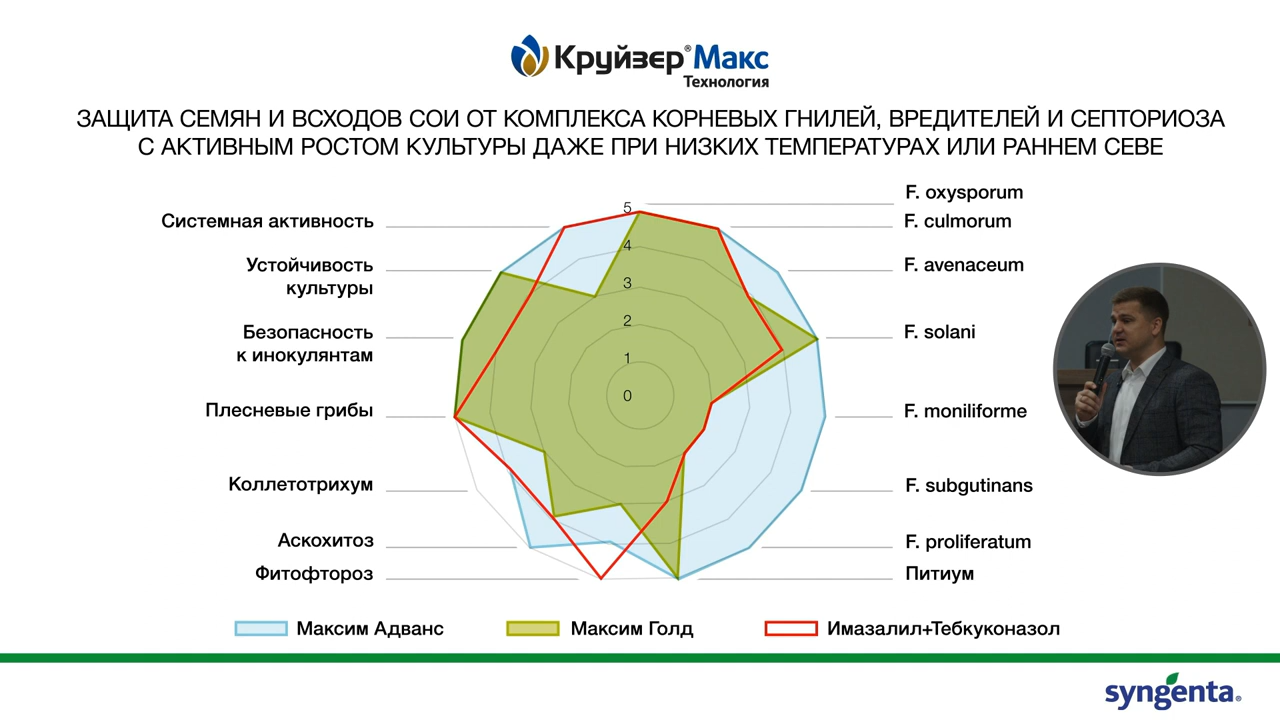 Круйзер® Макс
Технология
ЗАЩИТА СЕМЯН И ВСХОДОВ СОИ ОТ КОМПЛЕКСА КОРНЕВЫХ ГНИЛЕЙ, ВРЕДИТЕЛЕЙ И СЕПТОРИОЗА
С АКТИВНЫМ РОСТОМ КУЛЬТУРЫ ДАЖЕ ПРИ НИЗКИХ ТЕМПЕРАТУРАХ ИЛИ РАННЕМ СЕВЕ
Системная активность
Устойчивость
культуры
Безопасность
к инокулянтам
Плесневые грибы
Коллетотрихум
Аскохитоз
Фитофтороз
5
4
3
2
1
0
F. oxysporum
F. culmorum
F. avenaceum
F. solani
F. moniliforme
F. subgutinans
F. proliferatum
Питиум
Максим Адванс
Максим Голд
Имазалил+Тебкуконазол
syngenta®